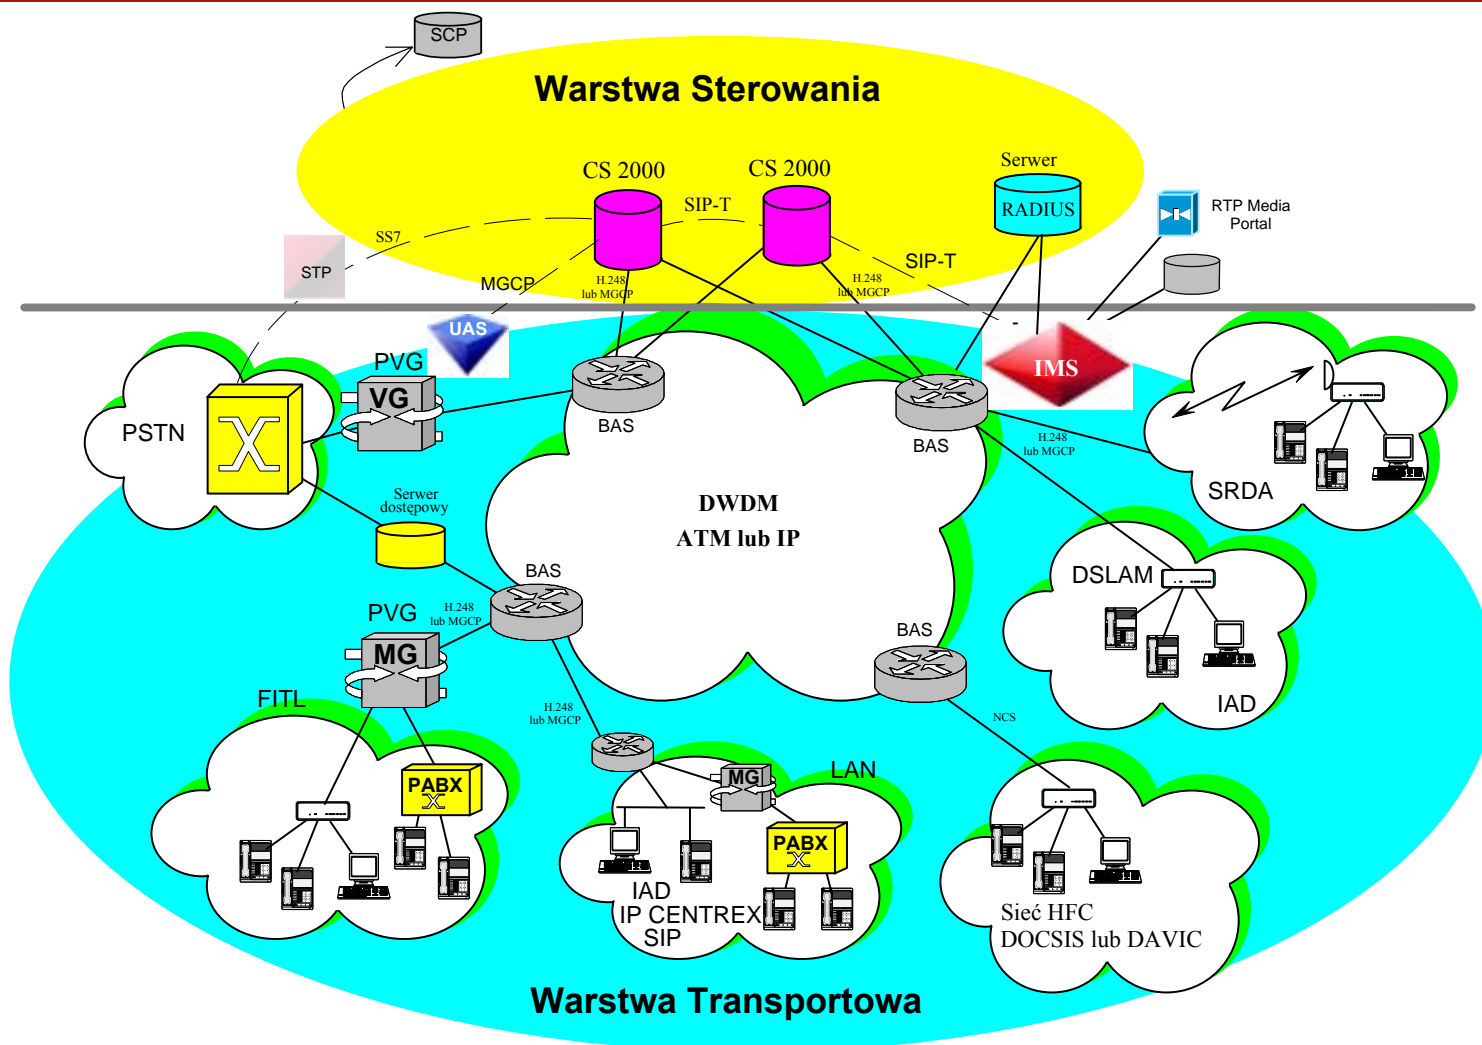 SCP
Warstwa Sterowania
CS 2000
CS 2000
Serwer
RADIUS
SIP-T
RTP Media
Portal
SS7
STP
MGCP
H.248
lub MGCP
H.248
lub MGCP
SIP-T
-
UAS
IMS
PVG
VG
PSTN
BAS
BAS
H.248
lub MGCP
SRDA
Serwer
dostępowy
DWDM
ATM lub IP
BAS
DSLAM
PVG
H.248
lub MGCP
MG
BAS
IAD
FITL
H.248
lub MGCP
NCS
PABX
MG
LAN
PABX
IAD
IP CENTREX
SIP
Sieć HFC
DOCSIS lub DAVIC
Warstwa Transportowa